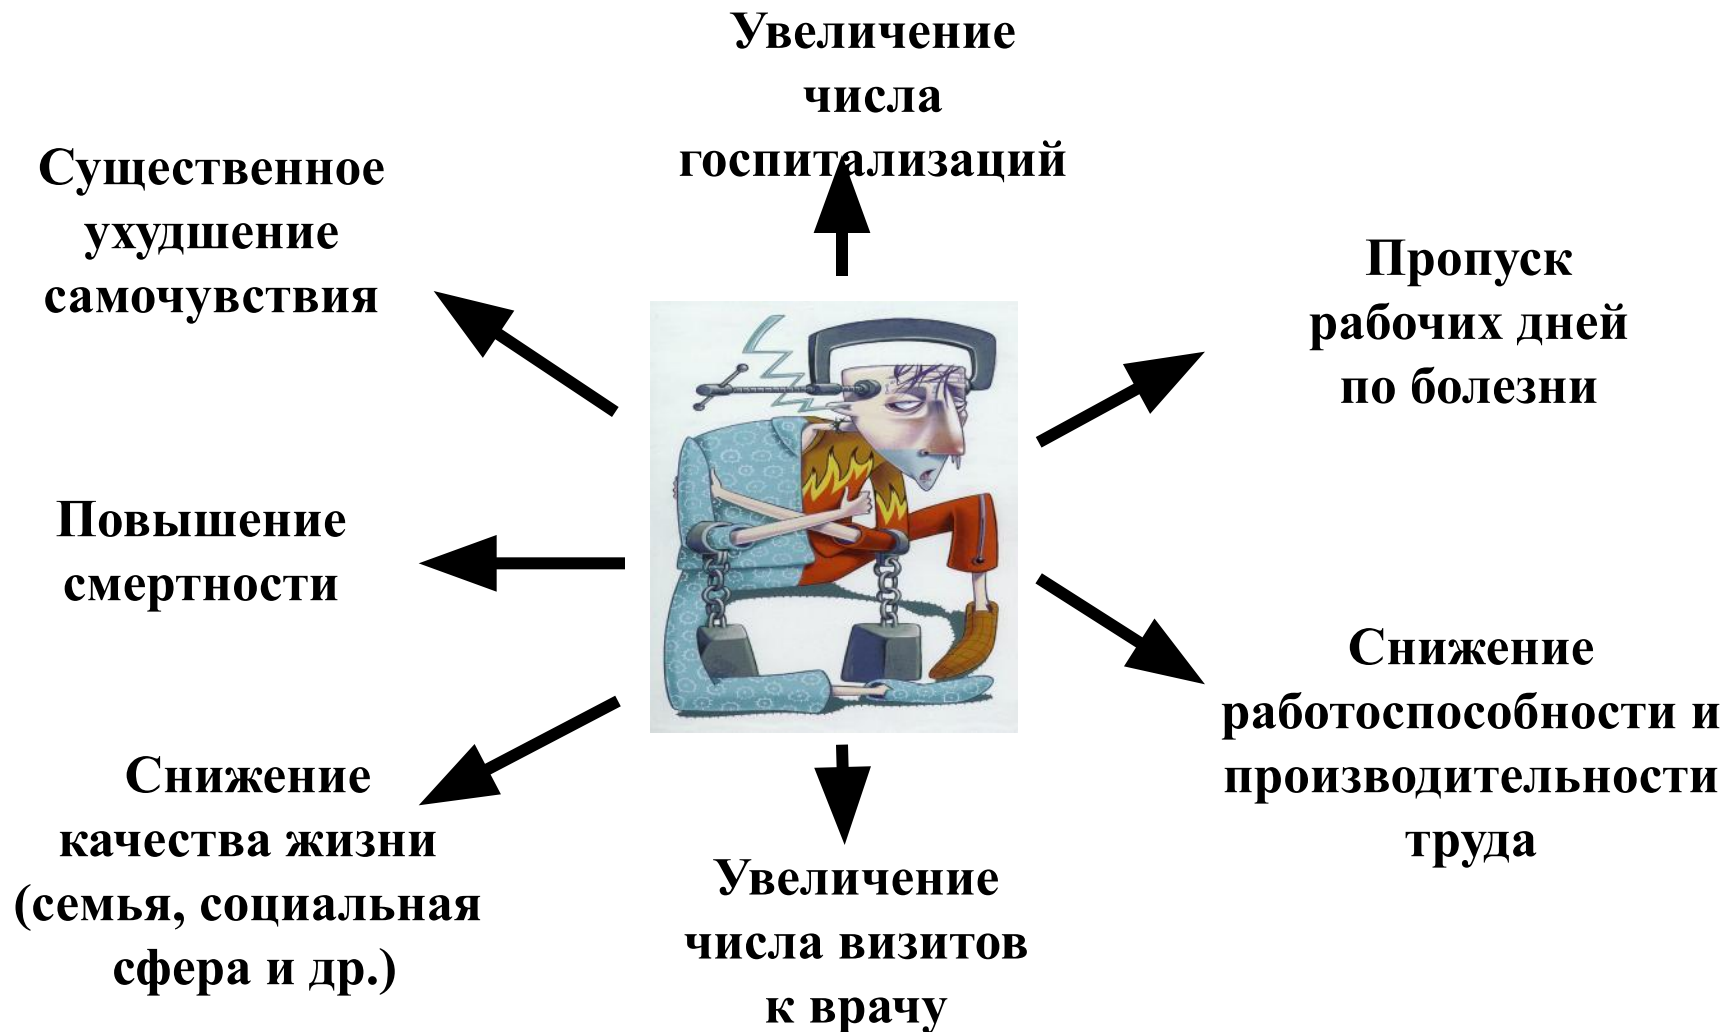 Увеличение
числа
госпитализаций
Существенное
ухудшение
самочувствия
Пропуск
рабочих дней
по болезни
Повышение
смертности
Снижение
работоспособности и
производительности
труда
Снижение
качества жизни
(семья, социальная
сфера и др.)
Увеличение
числа визитов
к врачу